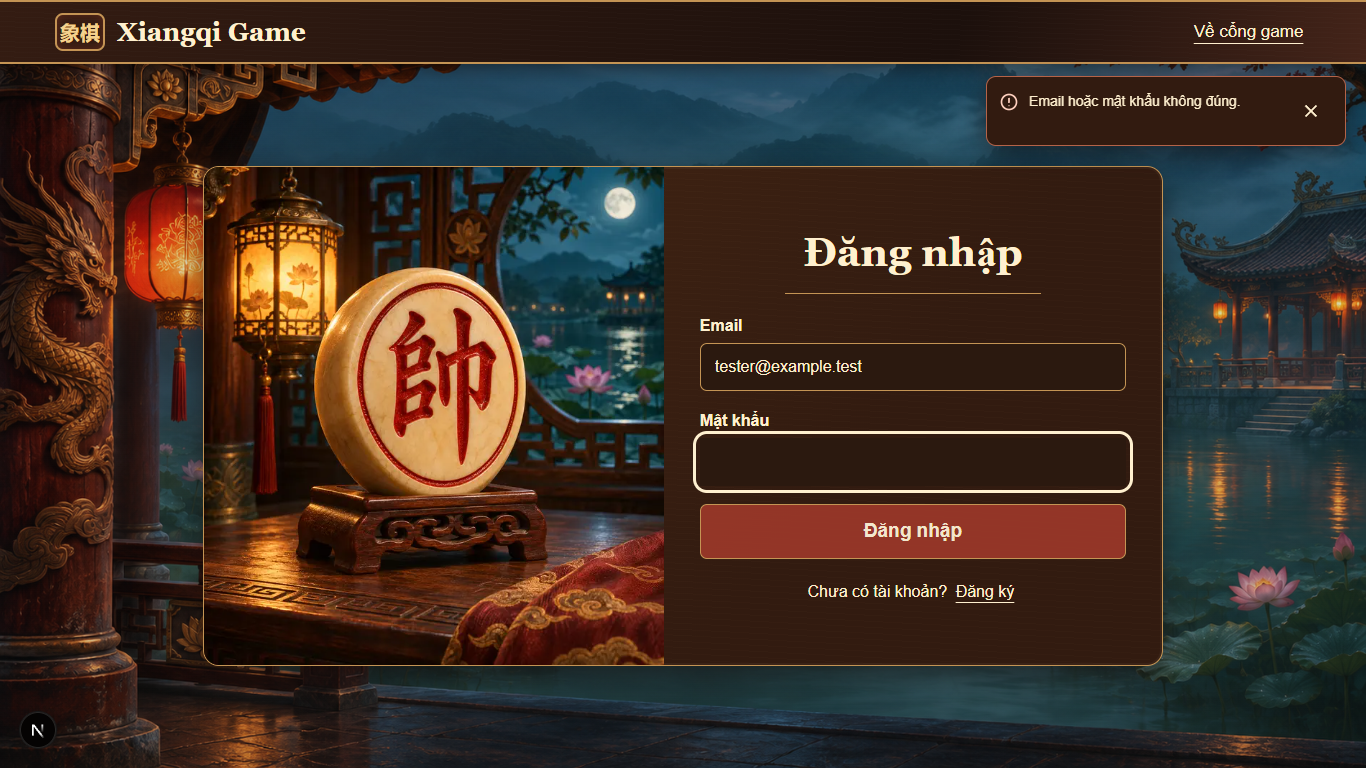 象棋 Xiangqi Game
Về cổng game
Email hoặc mật khẩu không đúng.
帥
Đăng nhập
Email
tester@example.test
Mật khẩu
Đăng nhập
Chưa có tài khoản? Đăng ký
N